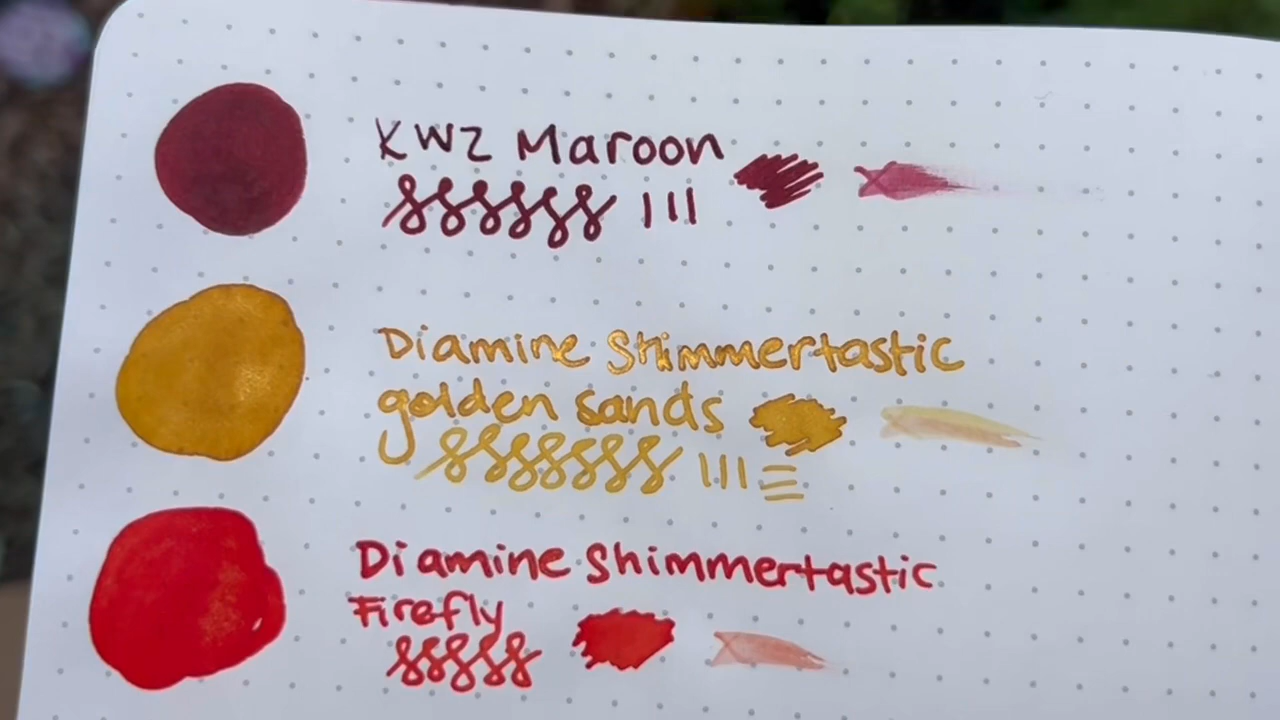 KWZ Maroon
Diamine Shimmertastic
golden sands
Diamine Shimmertastic
Firefly